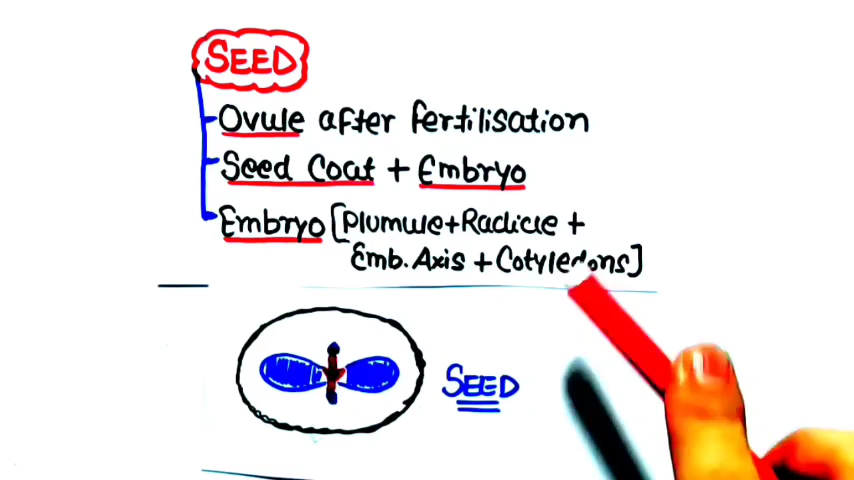 SEED
Ovule after fertilisation
Seed Coat + Embryo
Embryo [Plumule+Radicle +
Emb. Axis + Cotyledons]
SEED